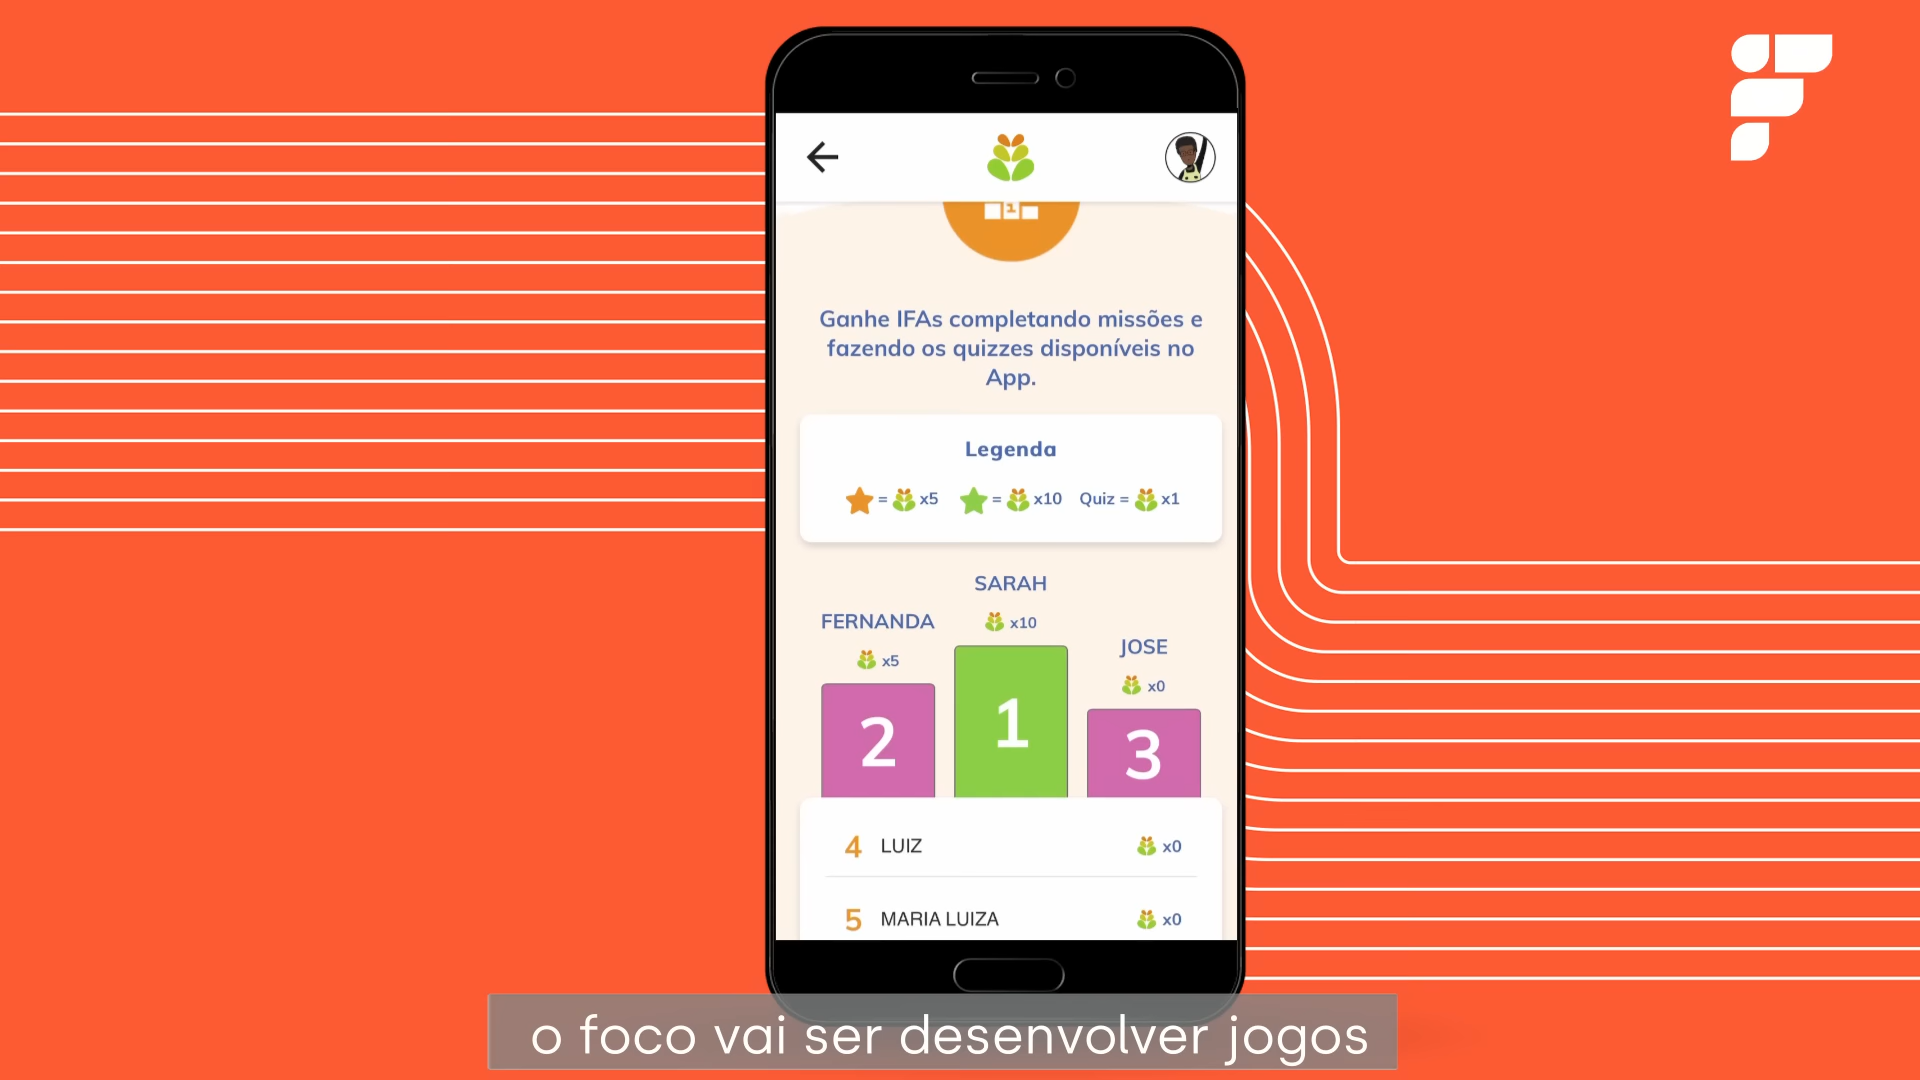 1
Ganhe IFAs completando missões e
fazendo os quizzes disponíveis no
App.
Legenda
= x5 = x10 Quiz = x1
SARAH
x10
FERNANDA
x5
JOSE
x0
2 1 3
4 LUIZ x0
5 MARIA LUIZA x0
o foco vai ser desenvolver jogos